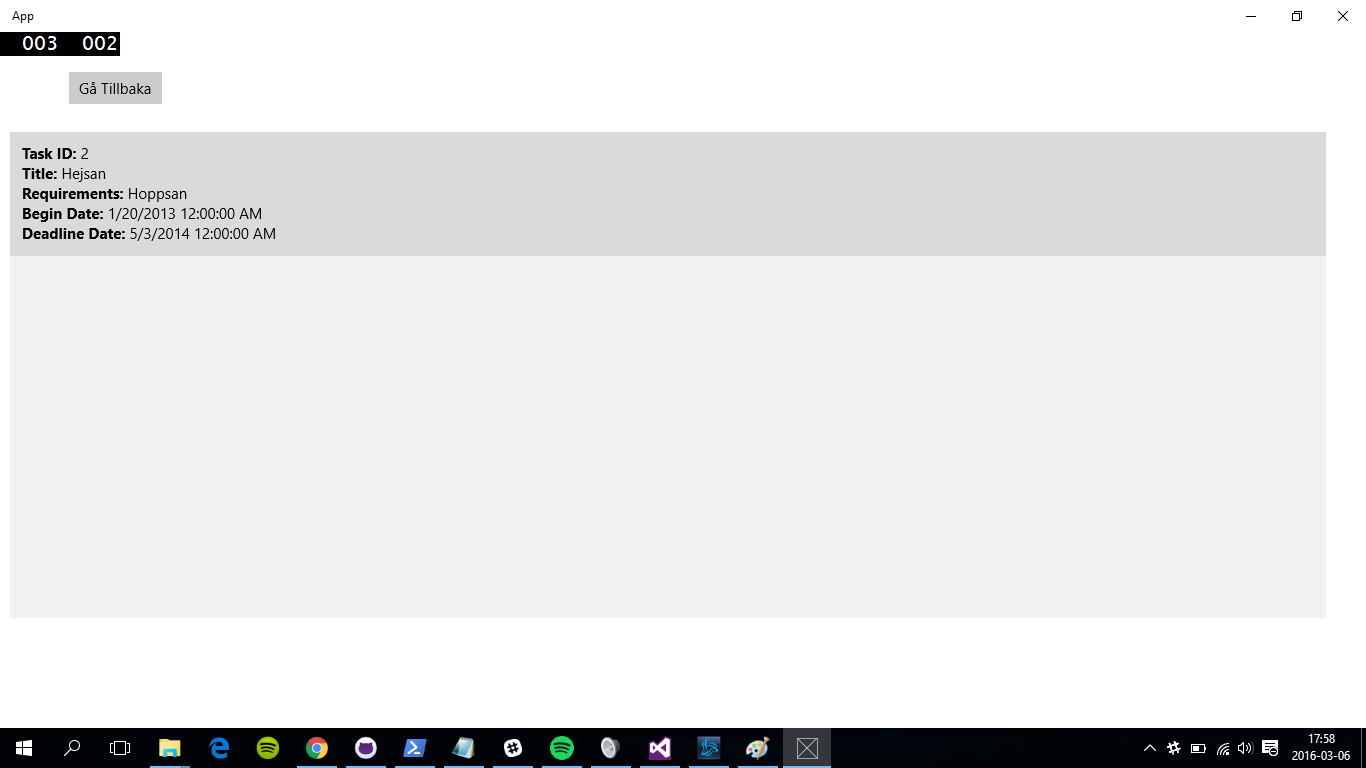 App
003 002
Gå Tillbaka
Task ID: 2
Title: Hejsan
Requirements: Hoppsan
Begin Date: 1/20/2013 12:00:00 AM
Deadline Date: 5/3/2014 12:00:00 AM
17:58
2016-03-06